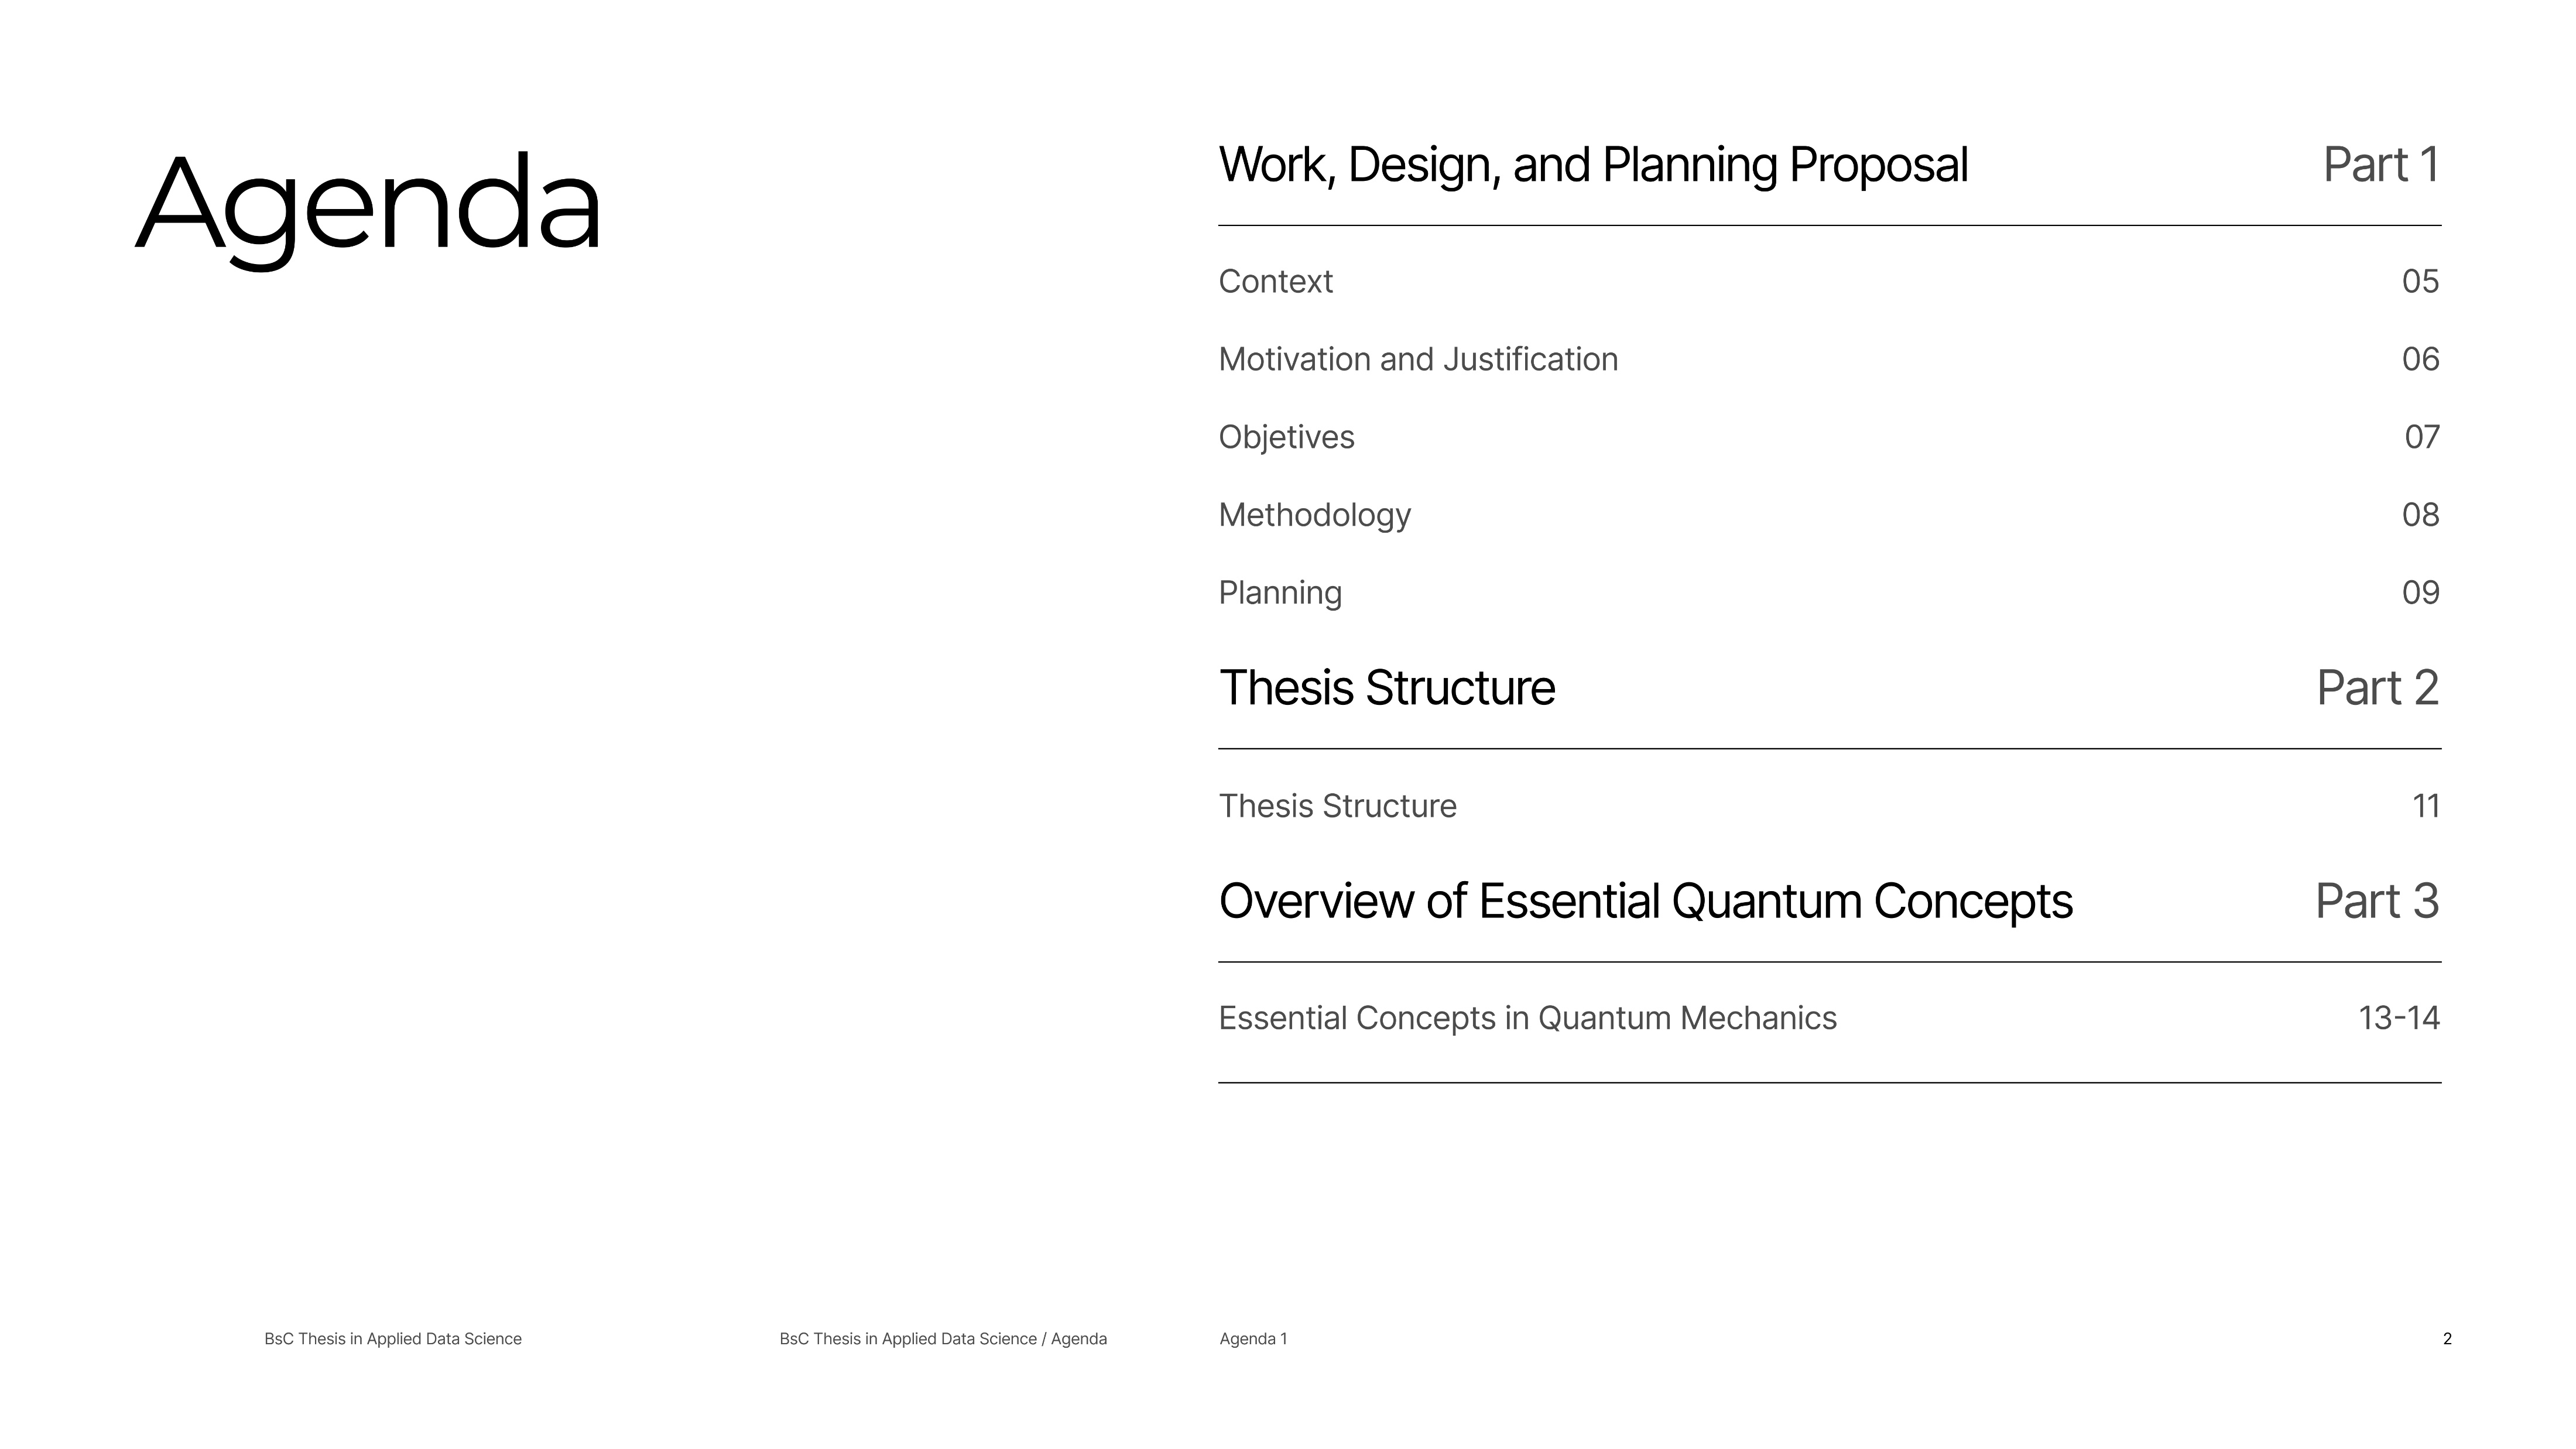 Agenda
Work, Design, and Planning Proposal Part 1
Context 05
Motivation and Justification 06
Objetives 07
Methodology 08
Planning 09
Thesis Structure Part 2
Thesis Structure 11
Overview of Essential Quantum Concepts Part 3
Essential Concepts in Quantum Mechanics 13-14
BsC Thesis in Applied Data Science BsC Thesis in Applied Data Science / Agenda Agenda 1 2